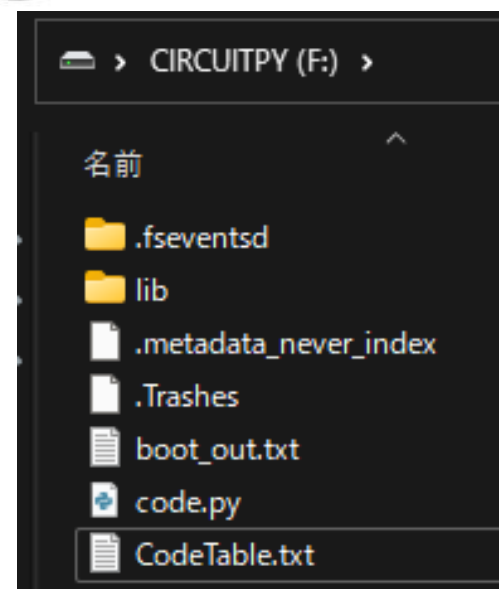 CIRCUITPY (F:)
名前
.fseventsd
lib
.metadata_never_index
.Trashes
boot_out.txt
code.py
CodeTable.txt